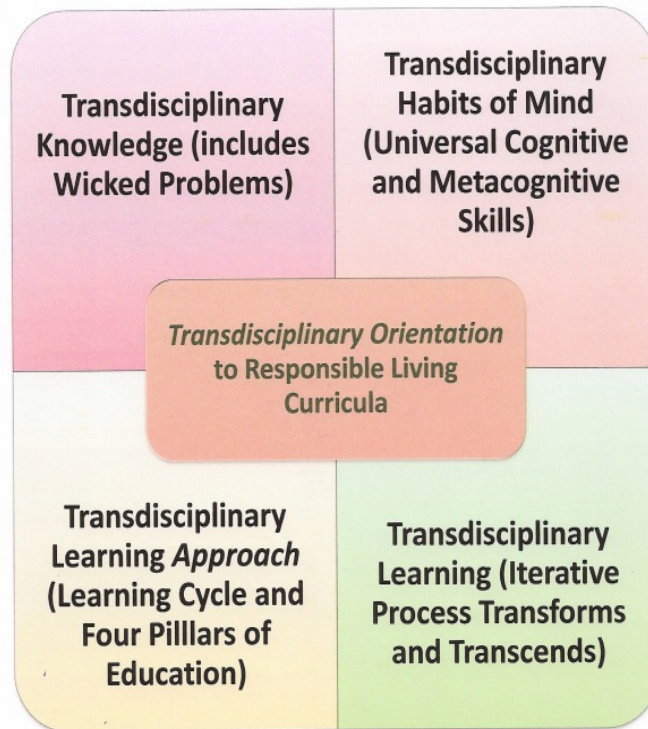 Transdisciplinary
Knowledge (includes
Wicked Problems)
Transdisciplinary
Habits of Mind
(Universal Cognitive
and Metacognitive
Skills)
Transdisciplinary Orientation
to Responsible Living
Curricula
Transdisciplinary
Learning Approach
(Learning Cycle and
Four Pilllars of
Education)
Transdisciplinary
Learning (Iterative
Process Transforms
and Transcends)